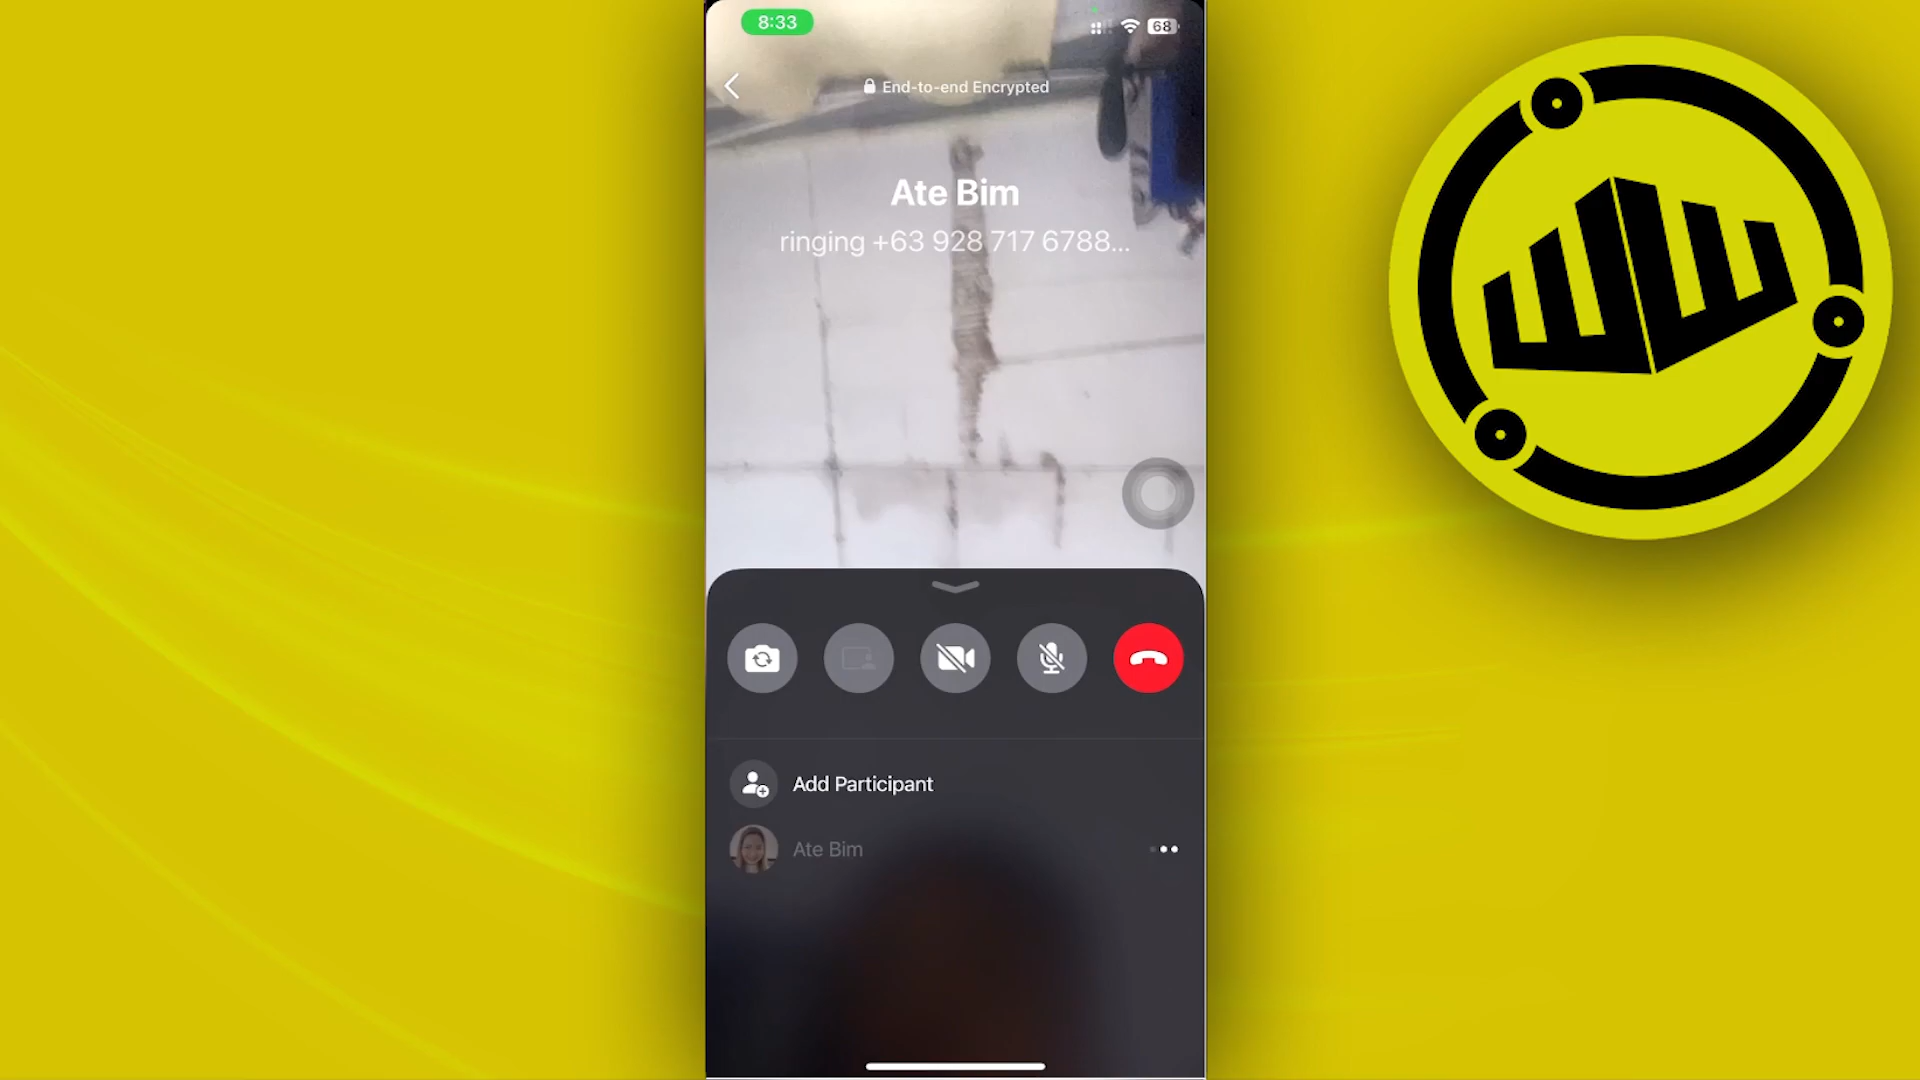 8:33
68
End-to-end Encrypted
Ate Bim
ringing +63 928 717 6788...
Add Participant
Ate Bim